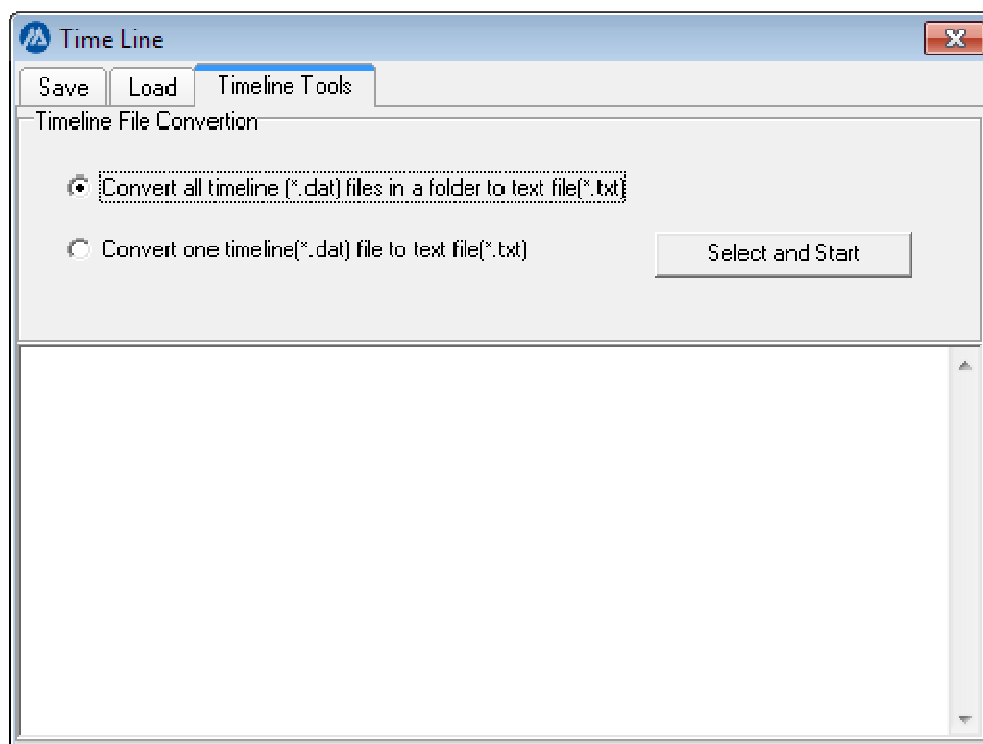 Time Line
Save Load Timeline Tools
Timeline File Convertion
Convert all timeline (*.dat) files in a folder to text file(*.txt)
Convert one timeline(*.dat) file to text file(*.txt)
Select and Start